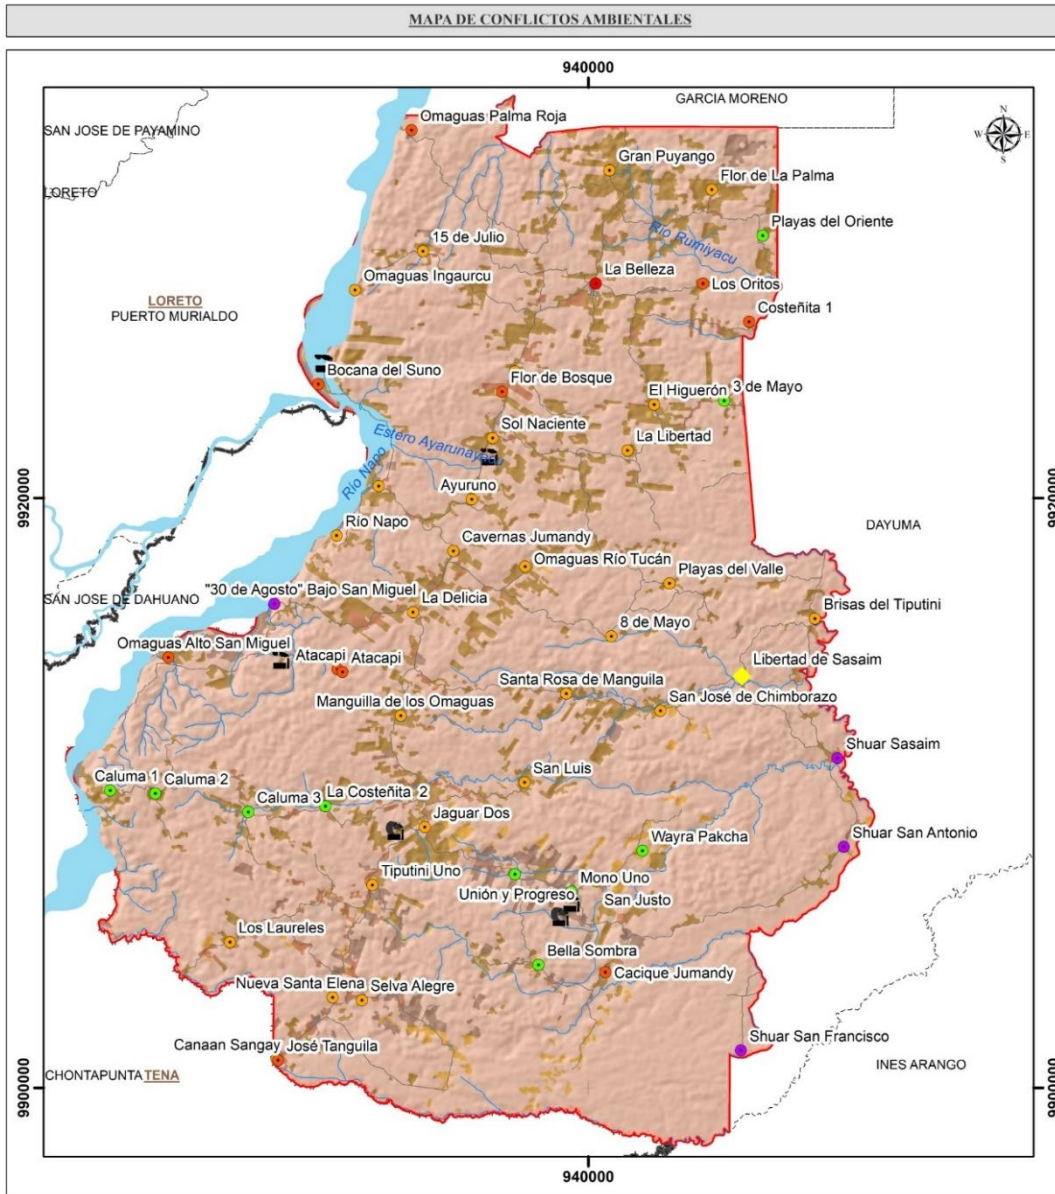 MAPA DE CONFLICTOS AMBIENTALES
940000
GARCIA MORENO
SAN JOSE DE PAYAMINO
Omaguas Palma Roja
N
W E
S
Gran Puyango
Flor de La Palma
LORETO
Playas del Oriente
Rio Rumiyacu
15 de Julio
La Belleza
Omaguas Ingaurcu
Los Oritos
LORETO
PUERTO MURIALDO
Costeñita 1
Bocana del Suno
Flor de Bosque
El Higuerón
3 de Mayo
Sol Naciente
Estero Ayarunayacu
La Libertad
Rio Napo
9920000
9920000
Ayuruno
DAYUMA
Río Napo
Cavernas Jumandy
Omaguas Río Tucán
Playas del Valle
SAN JOSE DE DAHUANO
"30 de Agosto" Bajo San Miguel
La Delicia
Brisas del Tiputini
8 de Mayo
Omaguas Alto San Miguel
Atacapi
Atacapi
Libertad de Sasaim
Santa Rosa de Manguila
San José de Chimborazo
Manguilla de los Omaguas
Shuar Sasaim
Caluma 1
Caluma 2
San Luis
Caluma 3
La Costeñita 2
Jaguar Dos
Wayra Pakcha
Shuar San Antonio
Tiputini Uno
Mono Uno
Unión y Progreso
San Justo
Los Laureles
Bella Sombra
Cacique Jumandy
Nueva Santa Elena
Selva Alegre
Shuar San Francisco
Canaan Sangay
José Tanguila
CHONTAPUNTA TENA
INES ARANGO
9900000
9900000
940000